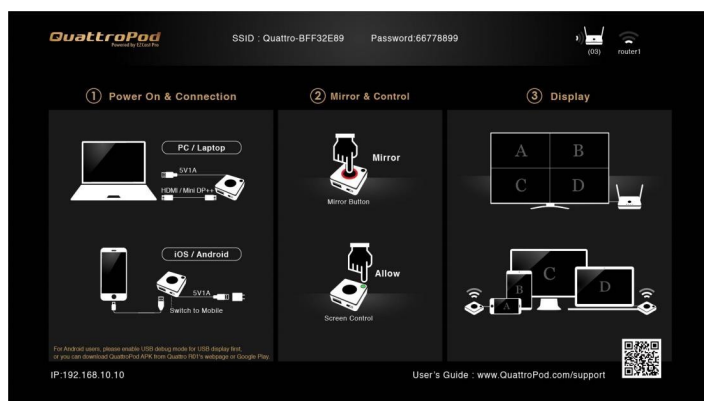 QuattroPod
Powered by EZCast Pro
SSID : Quattro-BFF32E89 Password:66778899
(03) router1
1 Power On & Connection
PC / Laptop
5V1A
HDMI / Mini DP++
iOS / Android
5V1A
Switch to Mobile
For Android users, please enable USB debug mode for USB display first,
or you can download QuattroPod APK from Quattro R01's webpage or Google Play.
2 Mirror & Control
Mirror
Mirror Button
Allow
Screen Control
3 Display
A B
C D
A B C D
IP:192.168.10.10
User's Guide : www.QuattroPod.com/support